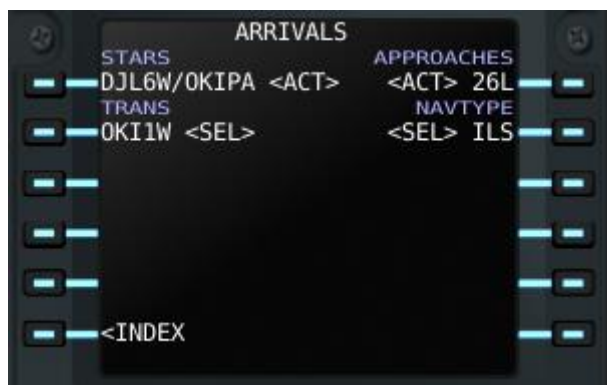 ARRIVALS
STARS APPROACHES
DJL6W/OKIPA <ACT> <ACT> 26L
TRANS NAVTYPE
OKI1W <SEL> <SEL> ILS
<INDEX